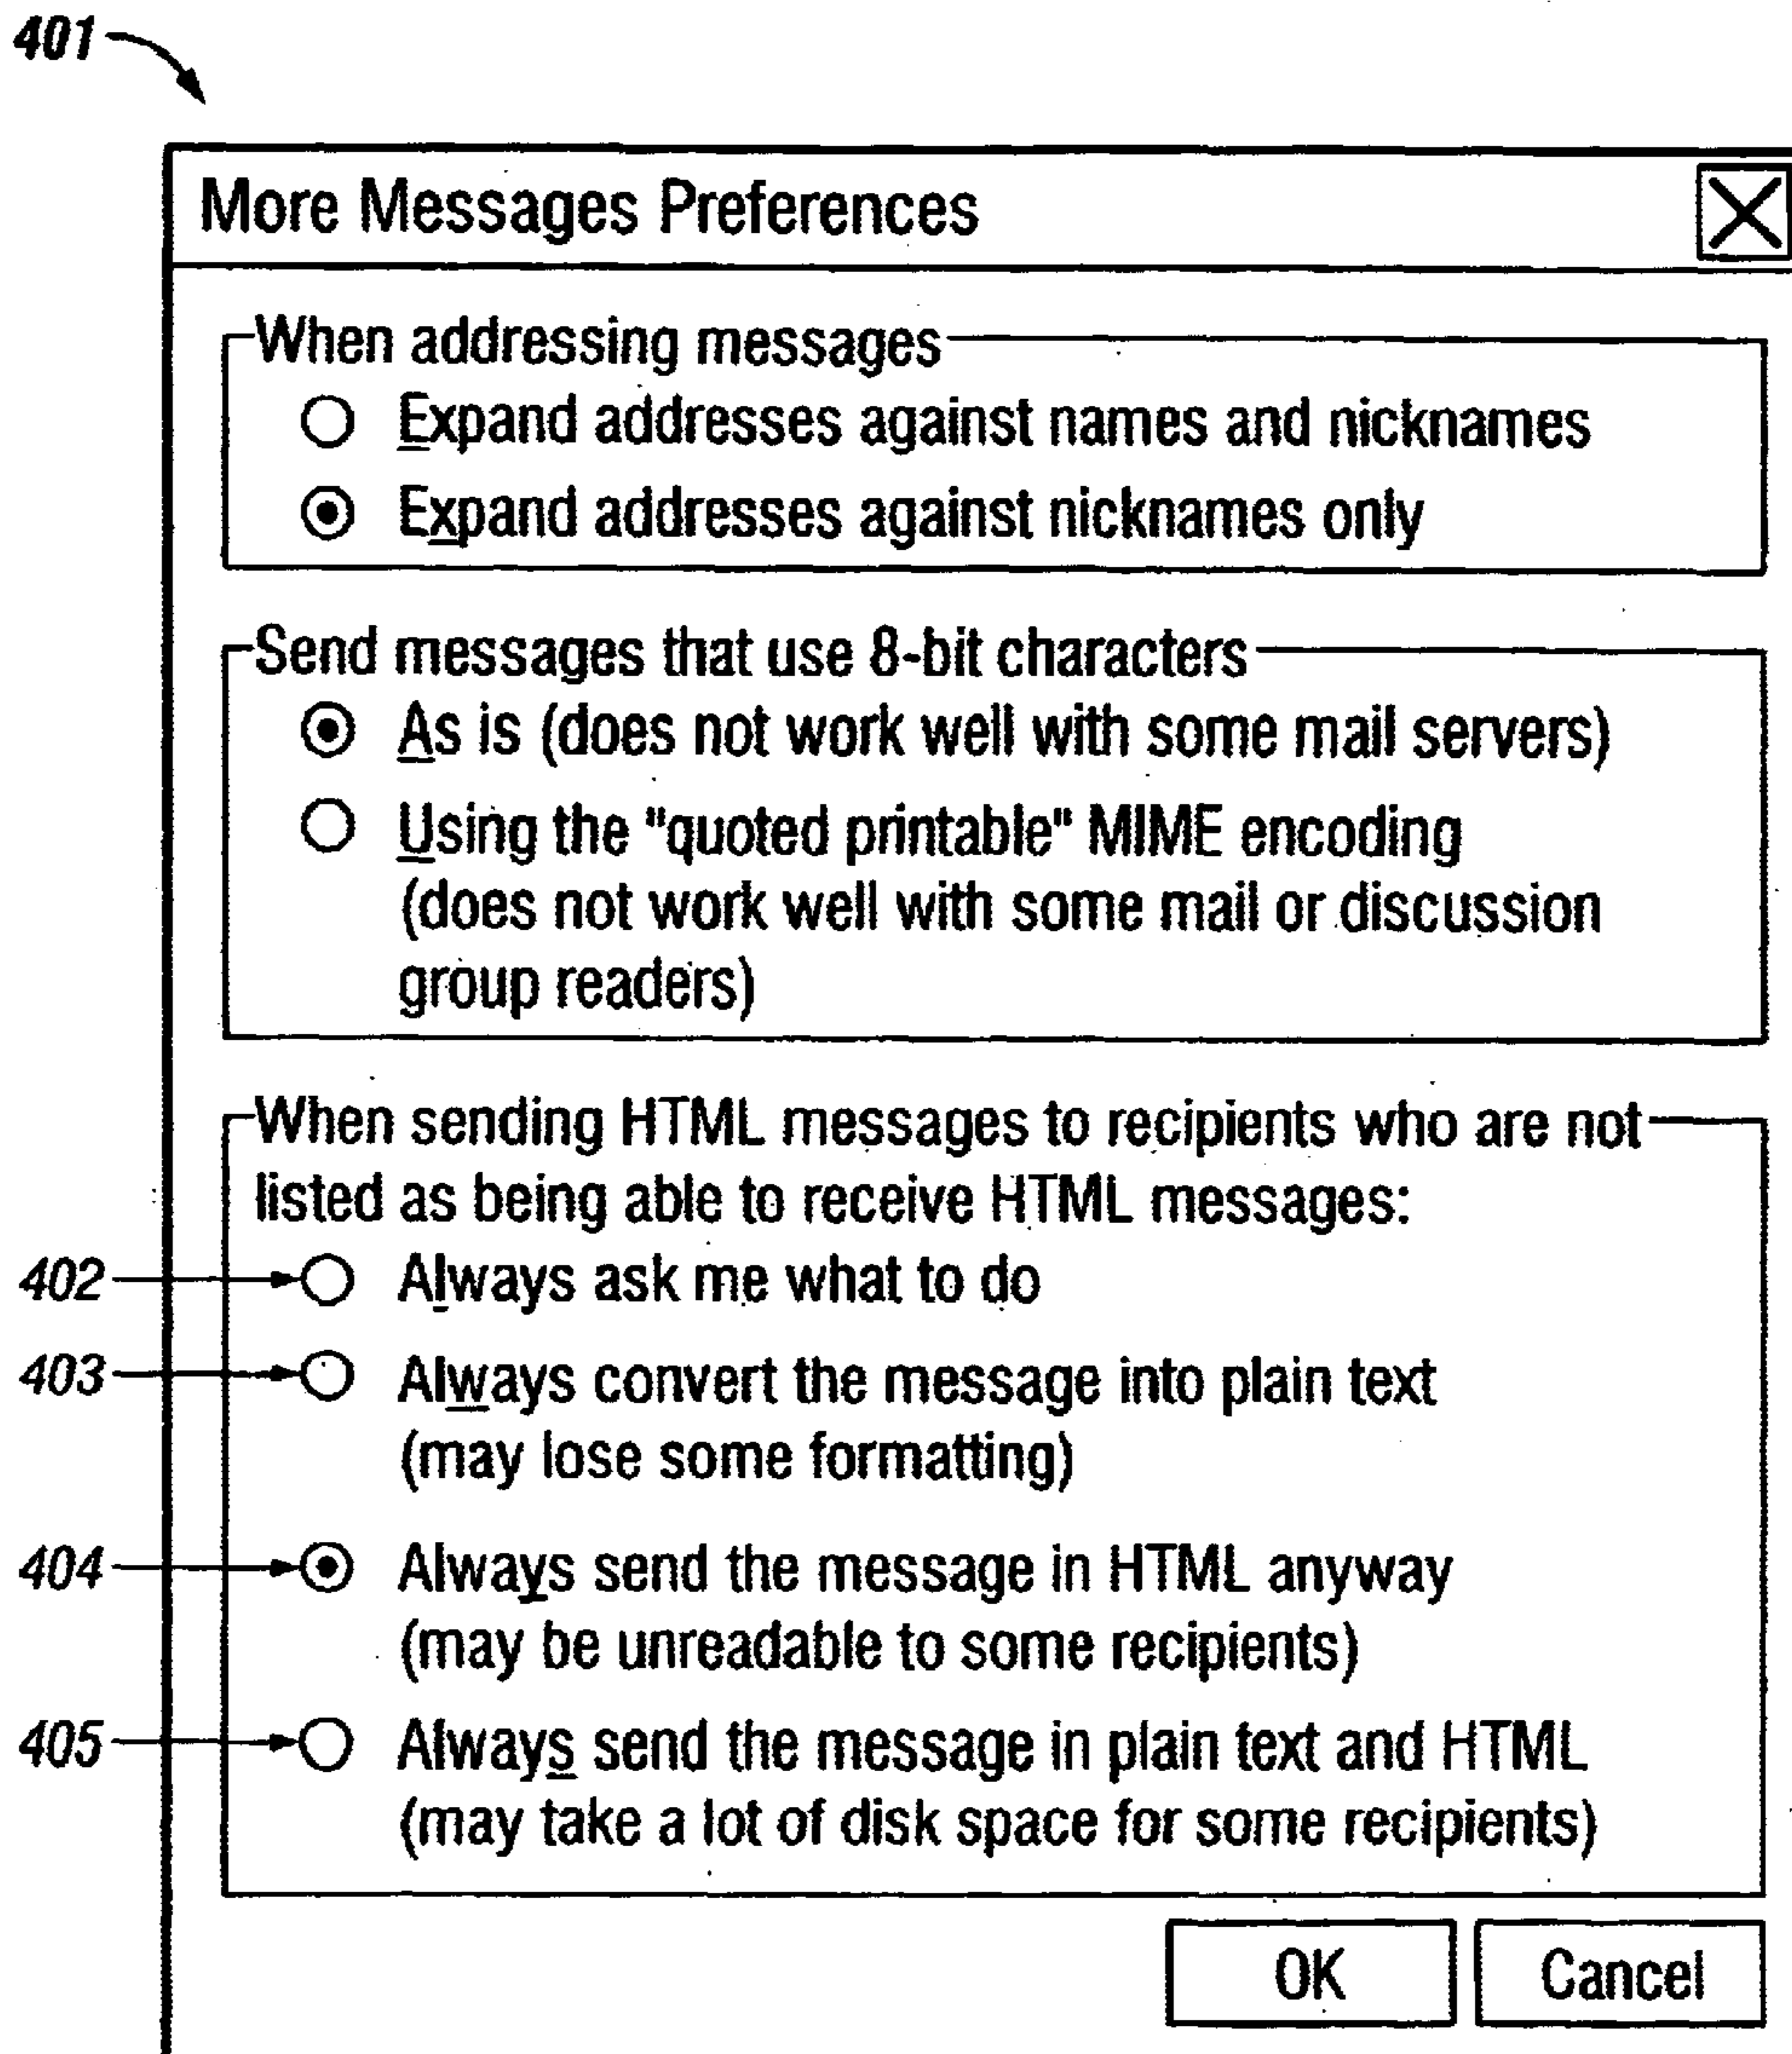 401
More Messages Preferences
When addressing messages
Expand addresses against names and nicknames
Expand addresses against nicknames only
Send messages that use 8-bit characters
As is (does not work well with some mail servers)
Using the "quoted printable" MIME encoding
(does not work well with some mail or discussion
group readers)
When sending HTML messages to recipients who are not
listed as being able to receive HTML messages:
402 Always ask me what to do
403 Always convert the message into plain text
(may lose some formatting)
404 Always send the message in HTML anyway
(may be unreadable to some recipients)
405 Always send the message in plain text and HTML
(may take a lot of disk space for some recipients)
OK Cancel